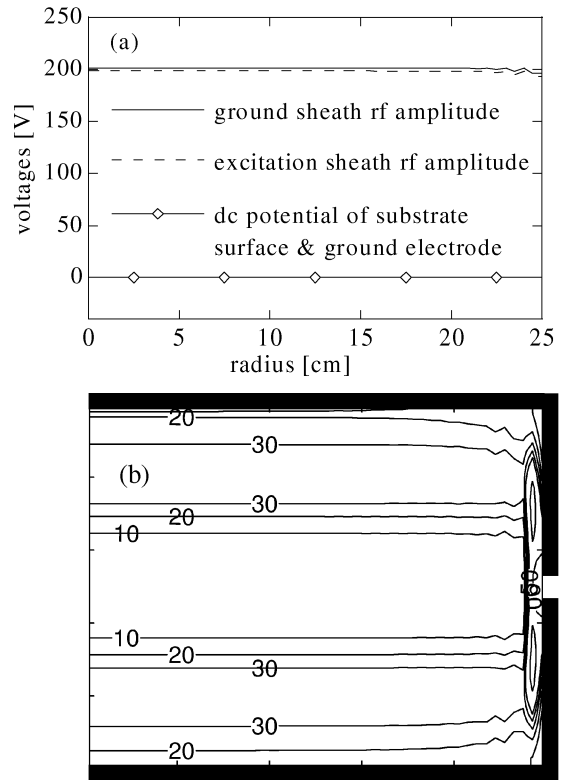 250
(a)
200
ground sheath rf amplitude
150
excitation sheath rf amplitude
100
dc potential of substrate
surface & ground electrode
50
0
voltages [V]
0 5 10 15 20 25
radius [cm]
20
30
(b)
30
20
10
10
20
30
30
20